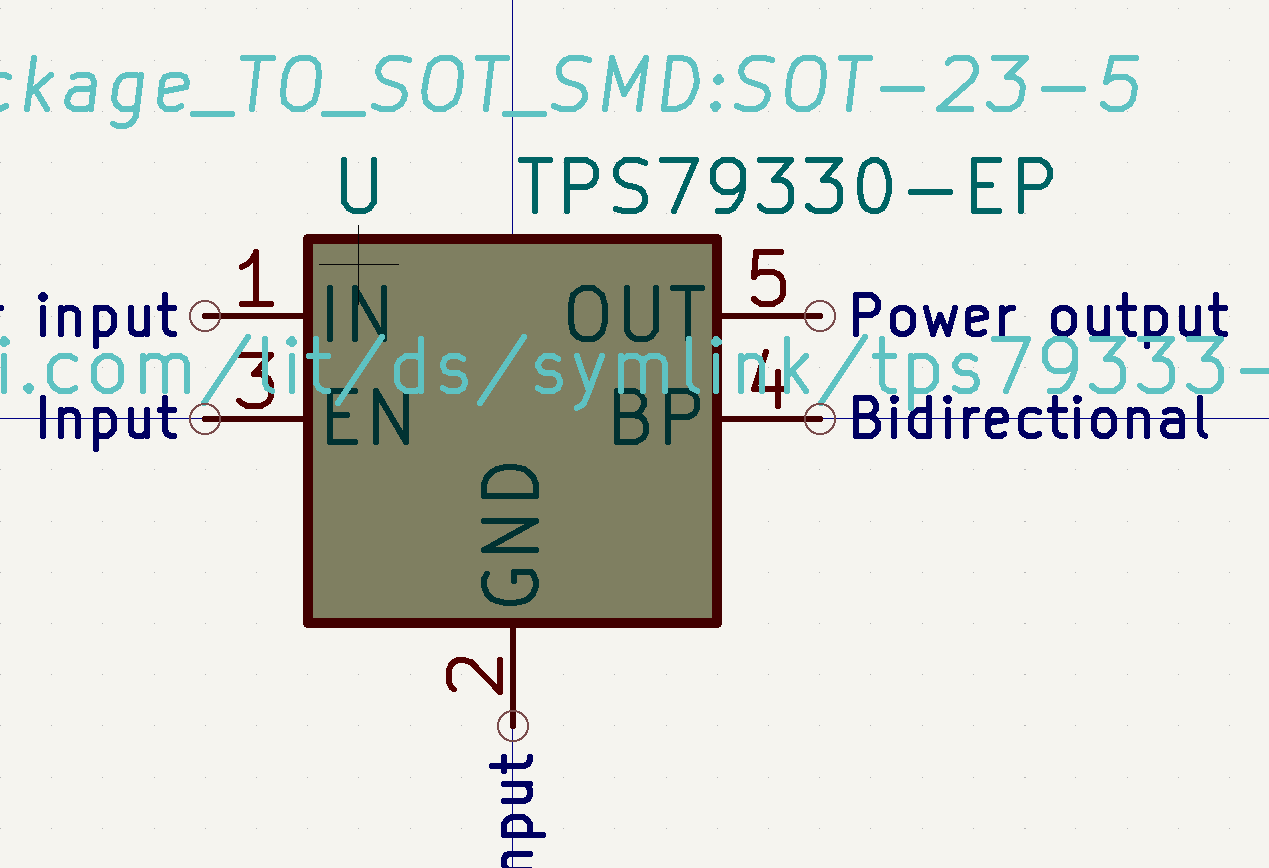 ckage_TO_SOT_SMD:SOT-23-5
U TPS79330-EP
1 5
input IN OUT Power output
i.com/lit/ds/symlink/tps79333-
3 4
Input EN BP Bidirectional
GND
2
nput